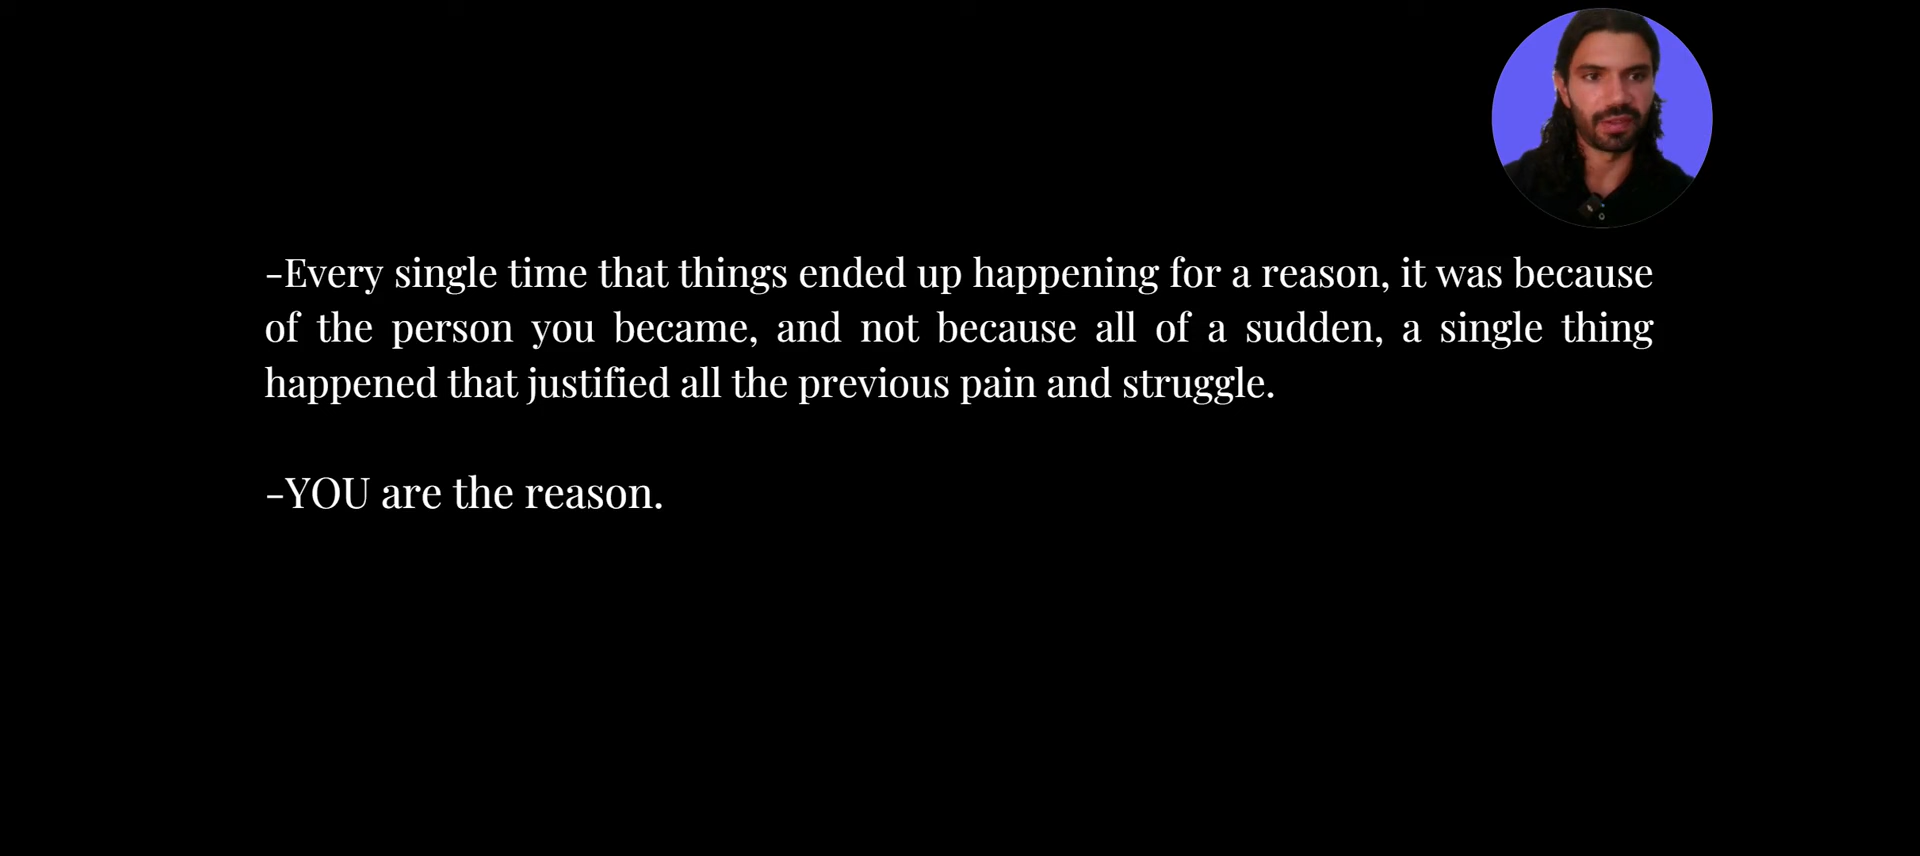 -Every single time that things ended up happening for a reason, it was because
of the person you became, and not because all of a sudden, a single thing
happened that justified all the previous pain and struggle.
-YOU are the reason.